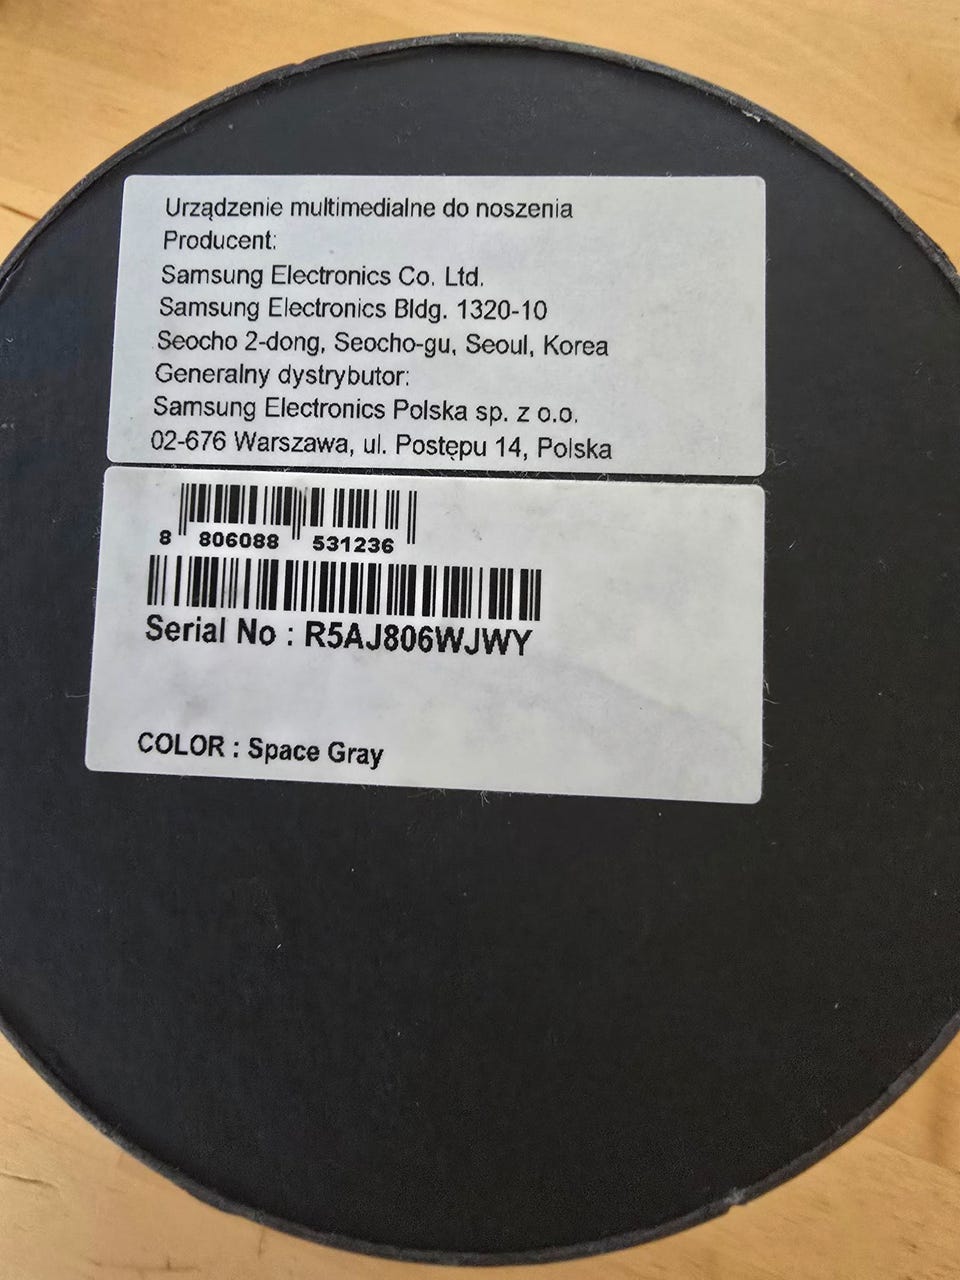 Urządzenie multimedialne do noszenia
Producent:
Samsung Electronics Co. Ltd.
Samsung Electronics Bldg. 1320-10
Seocho 2-dong, Seocho-gu, Seoul, Korea
Generalny dystrybutor:
Samsung Electronics Polska sp. z o.o.
02-676 Warszawa, ul. Postępu 14, Polska
8 806088 531236
Serial No : R5AJ806WJWY
COLOR : Space Gray